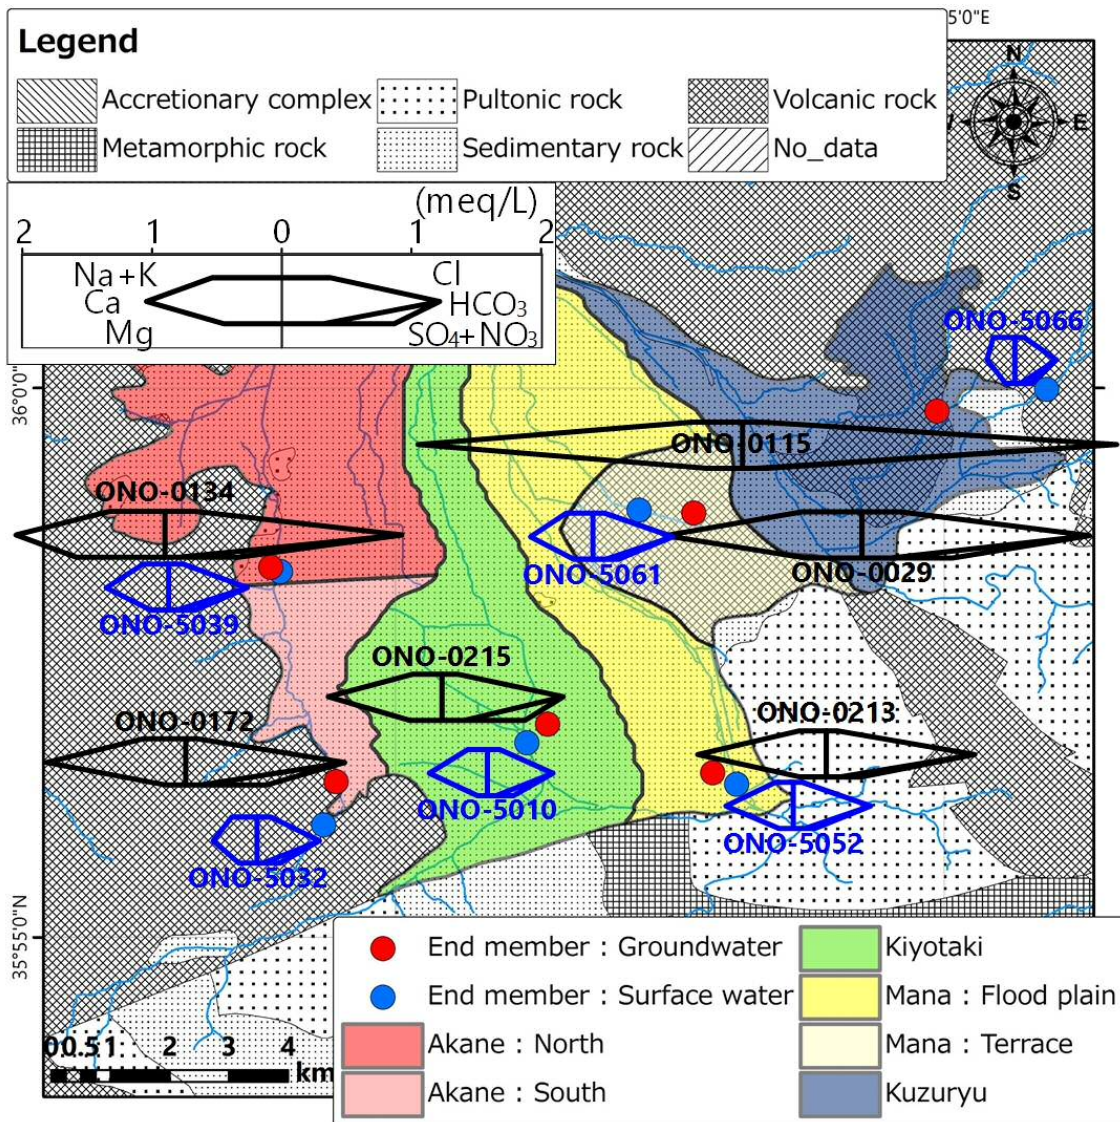 5'0"E
Legend
Accretionary complex
Pultonic rock
Volcanic rock
Metamorphic rock
Sedimentary rock
No_data
N
E
S
(meq/L)
2 1 0 1 2
Na+K Cl
Ca HCO₃
Mg SO₄+NO₃
36°0'0"
ONO-5066
ONO-0115
ONO-0134
ONO-5061
ONO-0029
ONO-5039
ONO-0215
ONO-0172
ONO-0213
ONO-5010
ONO-5052
ONO-5032
35°55'0"N
End member : Groundwater
End member : Surface water
Akane : North
Akane : South
Kiyotaki
Mana : Flood plain
Mana : Terrace
Kuzuryu
00.51 2 3 4
km